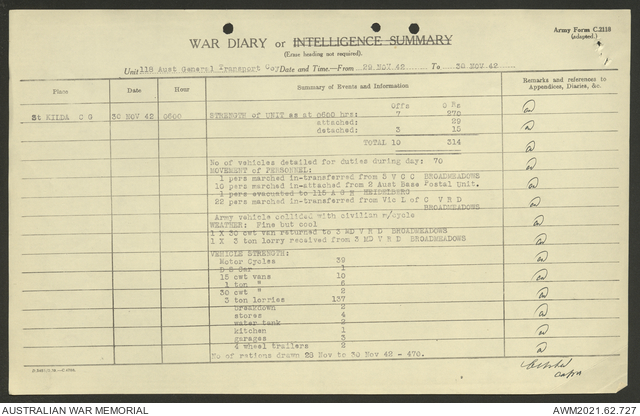 WAR DIARY or INTELLIGENCE SUMMARY
(Erase heading not required).
Army Form C.2118
(adapted.)
Unit 118 Aust General Transport Coy Date and Time.—From 29 NOV 42 To 30 NOV 42
Place Date Hour Summary of Events and Information Remarks and references to Appendices, Diaries, &c.
St KILDA C G 30 NOV 42 0600 STRENGTH OF UNIT as at 0600 hrs:
Offs O Rs
7 270
attached: 29
detached: 3 15
TOTAL 10 314
No of vehicles detailed for duties during day: 70
MOVEMENT of PERSONNEL:
1 pers marched in-transferred from S V G C BROADMEADOWS
10 pers marched in-attached from 2 Aust Base Postal Unit.
1 pers evacuated to 115 A G H HEIDELBERG
22 pers marched in-transferred from Vic L of C V R D
BROADMEADOWS
Army vehicle collided with civilian m/cycle
WEATHER: Fine but cool
1 X 30 cwt van returned to 3 MD V R D BROADMEADOWS
1 X 3 ton lorry received from 3 MD V R D BROADMEADOWS
VEHICLE STRENGTH:
Motor Cycles 39
Car 1
15 cwt vans 10
1 ton " 6
30 cwt " 2
3 ton lorries 137
breakdown 2
stores 4
water tank 2
kitchen 1
garages 3
4 wheel trailers 2
No of rations drawn 28 Nov to 30 Nov 42 - 470.
Capt
AUSTRALIAN WAR MEMORIAL
AWM2021.62.727